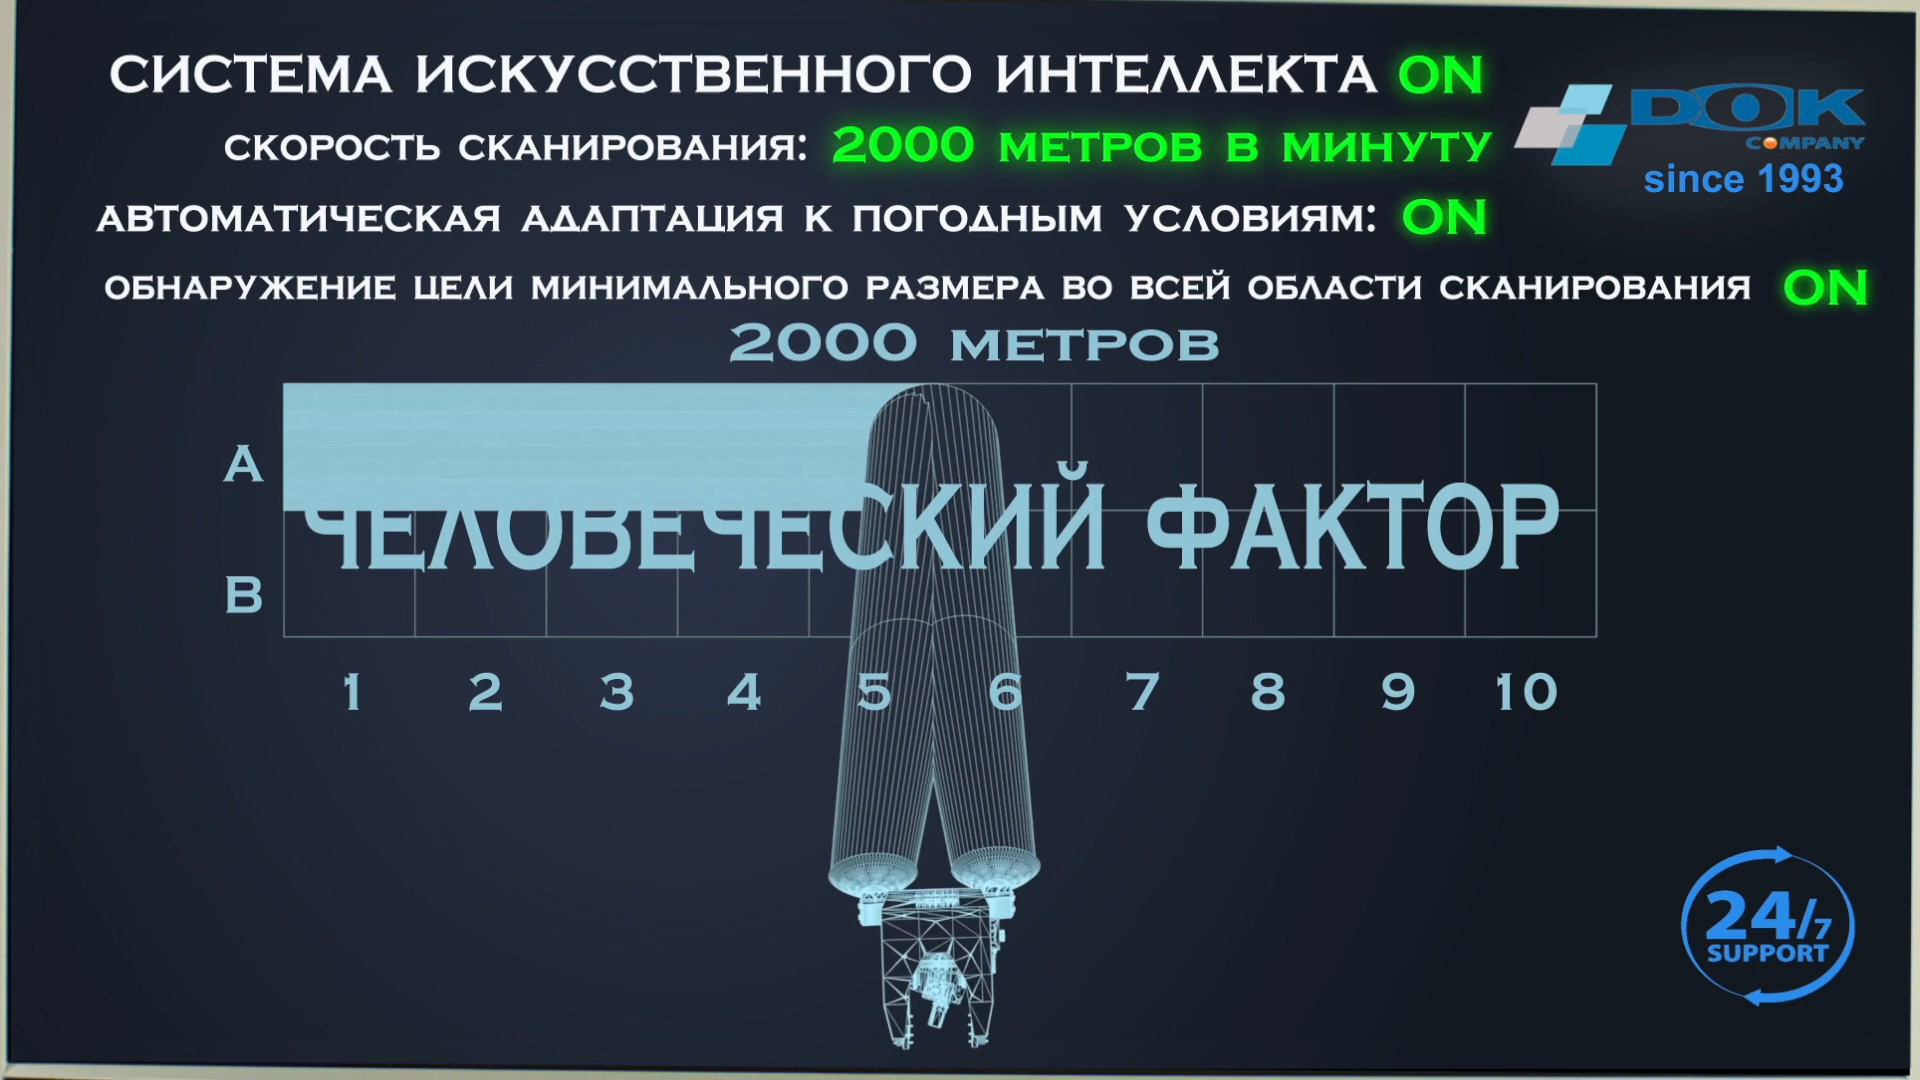 СИСТЕМА ИСКУССТВЕННОГО ИНТЕЛЛЕКТА ON
СКОРОСТЬ СКАНИРОВАНИЯ: 2000 МЕТРОВ В МИНУТУ
АВТОМАТИЧЕСКАЯ АДАПТАЦИЯ К ПОГОДНЫМ УСЛОВИЯМ: ON
ОБНАРУЖЕНИЕ ЦЕЛИ МИНИМАЛЬНОГО РАЗМЕРА ВО ВСЕЙ ОБЛАСТИ СКАНИРОВАНИЯ ON
DOK
COMPANY
since 1993
2000 МЕТРОВ
A
ЧЕЛОВЕЧЕСКИЙ ФАКТОР
B
1 2 3 4 5 6 7 8 9 10
24/7
SUPPORT